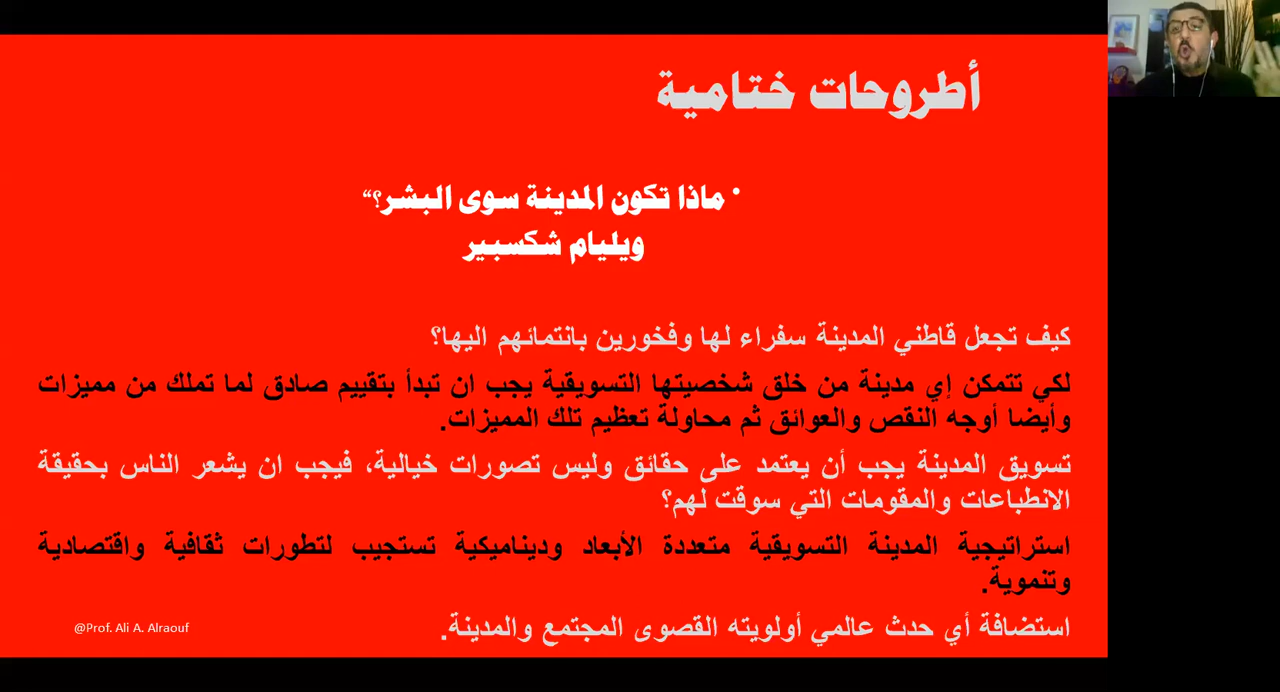 أطروحات ختامية
• ماذا تكون المدينة سوى البشر؟“
ويليام شكسبير
كيف تجعل قاطني المدينة سفراء لها وفخورين بانتمائهم اليها؟
لكي تتمكن إي مدينة من خلق شخصيتها التسويقية يجب ان تبدأ بتقييم صادق لما تملك من مميزات
وأيضا أوجه النقص والعوائق ثم محاولة تعظيم تلك المميزات.
تسويق المدينة يجب أن يعتمد على حقائق وليس تصورات خيالية، فيجب ان يشعر الناس بحقيقة
الانطباعات والمقومات التي سوقت لهم؟
استراتيجية المدينة التسويقية متعددة الأبعاد وديناميكية تستجيب لتطورات ثقافية واقتصادية
وتنموية.
استضافة أي حدث عالمي أولويته القصوى المجتمع والمدينة.
@Prof. Ali A. Alraouf